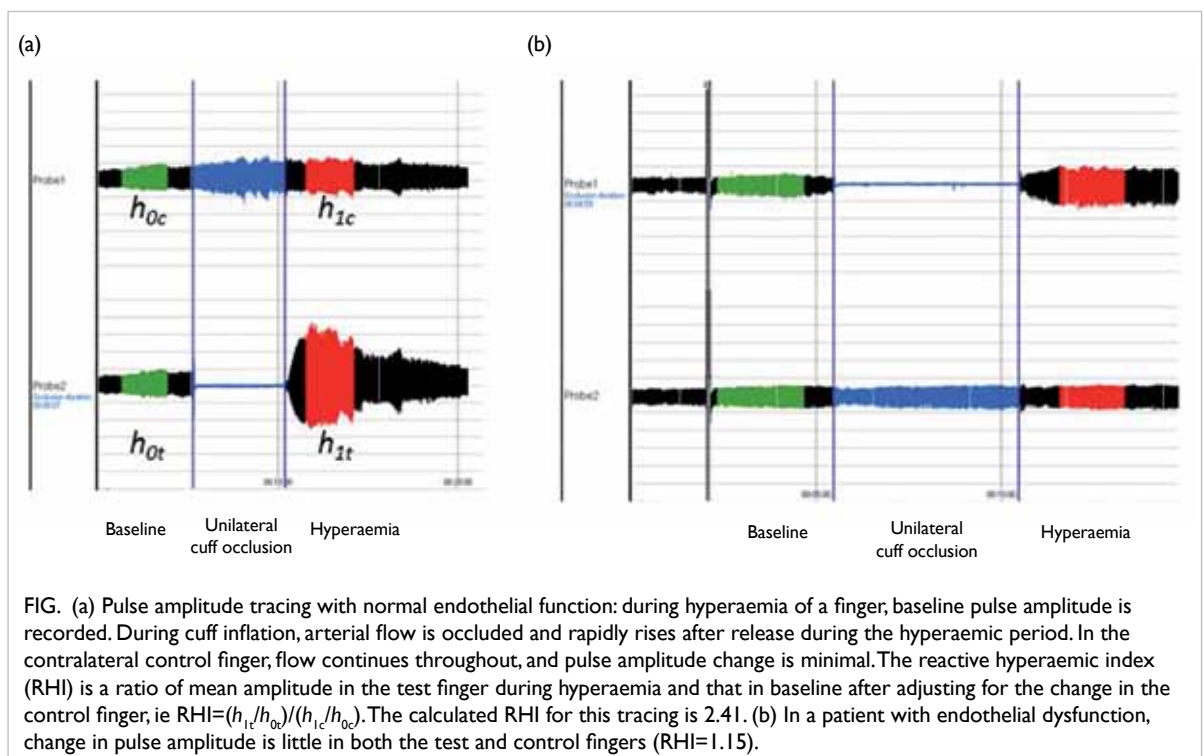 (a)
(b)
Probe1
h0c
h1c
Probe2
h0t
h1t
Baseline
Unilateral
cuff occlusion
Hyperaemia
Probe1
Probe2
Baseline
Unilateral
cuff occlusion
Hyperaemia
FIG. (a) Pulse amplitude tracing with normal endothelial function: during hyperaemia of a finger, baseline pulse amplitude is
recorded. During cuff inflation, arterial flow is occluded and rapidly rises after release during the hyperaemic period. In the
contralateral control finger, flow continues throughout, and pulse amplitude change is minimal. The reactive hyperaemic index
(RHI) is a ratio of mean amplitude in the test finger during hyperaemia and that in baseline after adjusting for the change in the
control finger, ie RHI=(h1t/h0t)/(h1c/h0c). The calculated RHI for this tracing is 2.41. (b) In a patient with endothelial dysfunction,
change in pulse amplitude is little in both the test and control fingers (RHI=1.15).